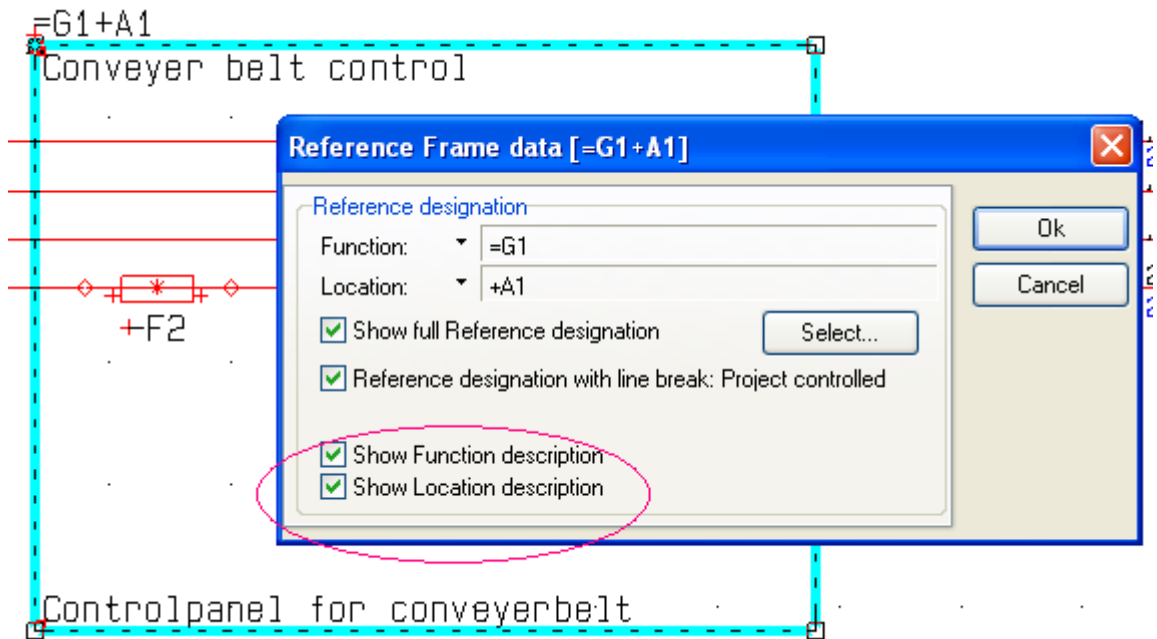 =G1+A1
Conveyer belt control
Reference Frame data [=G1+A1]
Reference designation
Function: =G1
Location: +A1
Show full Reference designation
Select...
Reference designation with line break: Project controlled
Show Function description
Show Location description
Ok
Cancel
-F2
Controlpanel for conveyerbelt